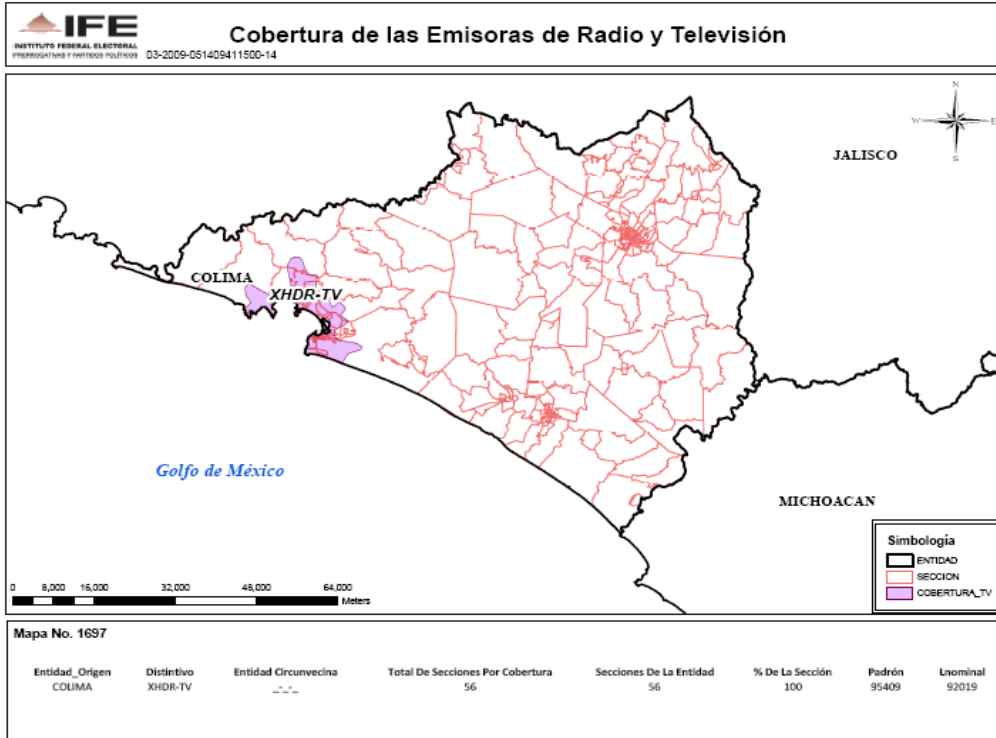 IFE
INSTITUTO FEDERAL ELECTORAL
PRERROGATIVAS Y PARTIDOS POLÍTICOS
03-2009-051409411500-14
Cobertura de las Emisoras de Radio y Televisión
N
W E
S
JALISCO
COLIMA
XHDR-TV
Golfo de México
MICHOACAN
Simbología
ENTIDAD
SECCION
COBERTURA_TV
0 8,000 16,000 32,000 48,000 64,000
Meters
Mapa No. 1697
Entidad_Origen Distintivo Entidad Circunvecina Total De Secciones Por Cobertura Secciones De La Entidad % De La Sección Padrón Lnominal
COLIMA XHDR-TV _-_-_ 56 56 100 95409 92019